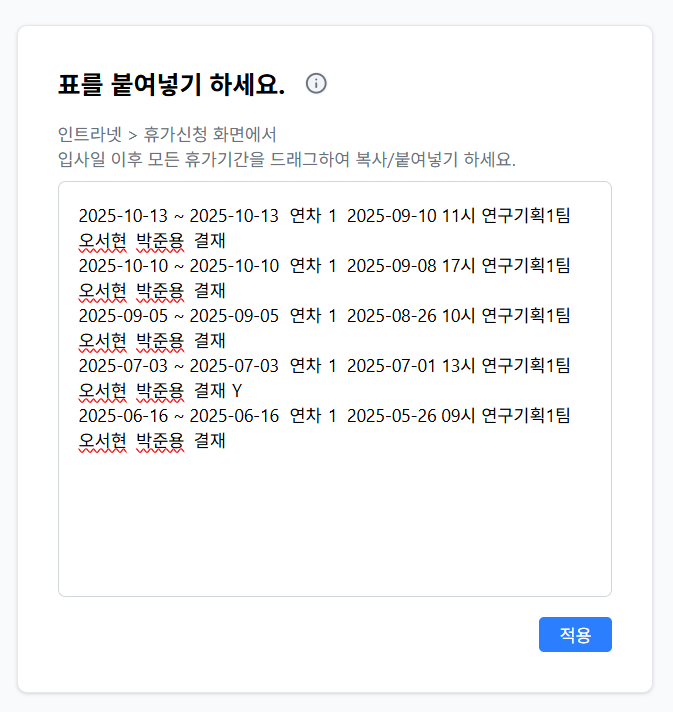 표를 붙여넣기 하세요.
인트라넷 > 휴가신청 화면에서
입사일 이후 모든 휴가기간을 드래그하여 복사/붙여넣기 하세요.
2025-10-13 ~ 2025-10-13 연차 1 2025-09-10 11시 연구기획1팀
오서현 박준용 결재
2025-10-10 ~ 2025-10-10 연차 1 2025-09-08 17시 연구기획1팀
오서현 박준용 결재
2025-09-05 ~ 2025-09-05 연차 1 2025-08-26 10시 연구기획1팀
오서현 박준용 결재
2025-07-03 ~ 2025-07-03 연차 1 2025-07-01 13시 연구기획1팀
오서현 박준용 결재 Y
2025-06-16 ~ 2025-06-16 연차 1 2025-05-26 09시 연구기획1팀
오서현 박준용 결재
적용